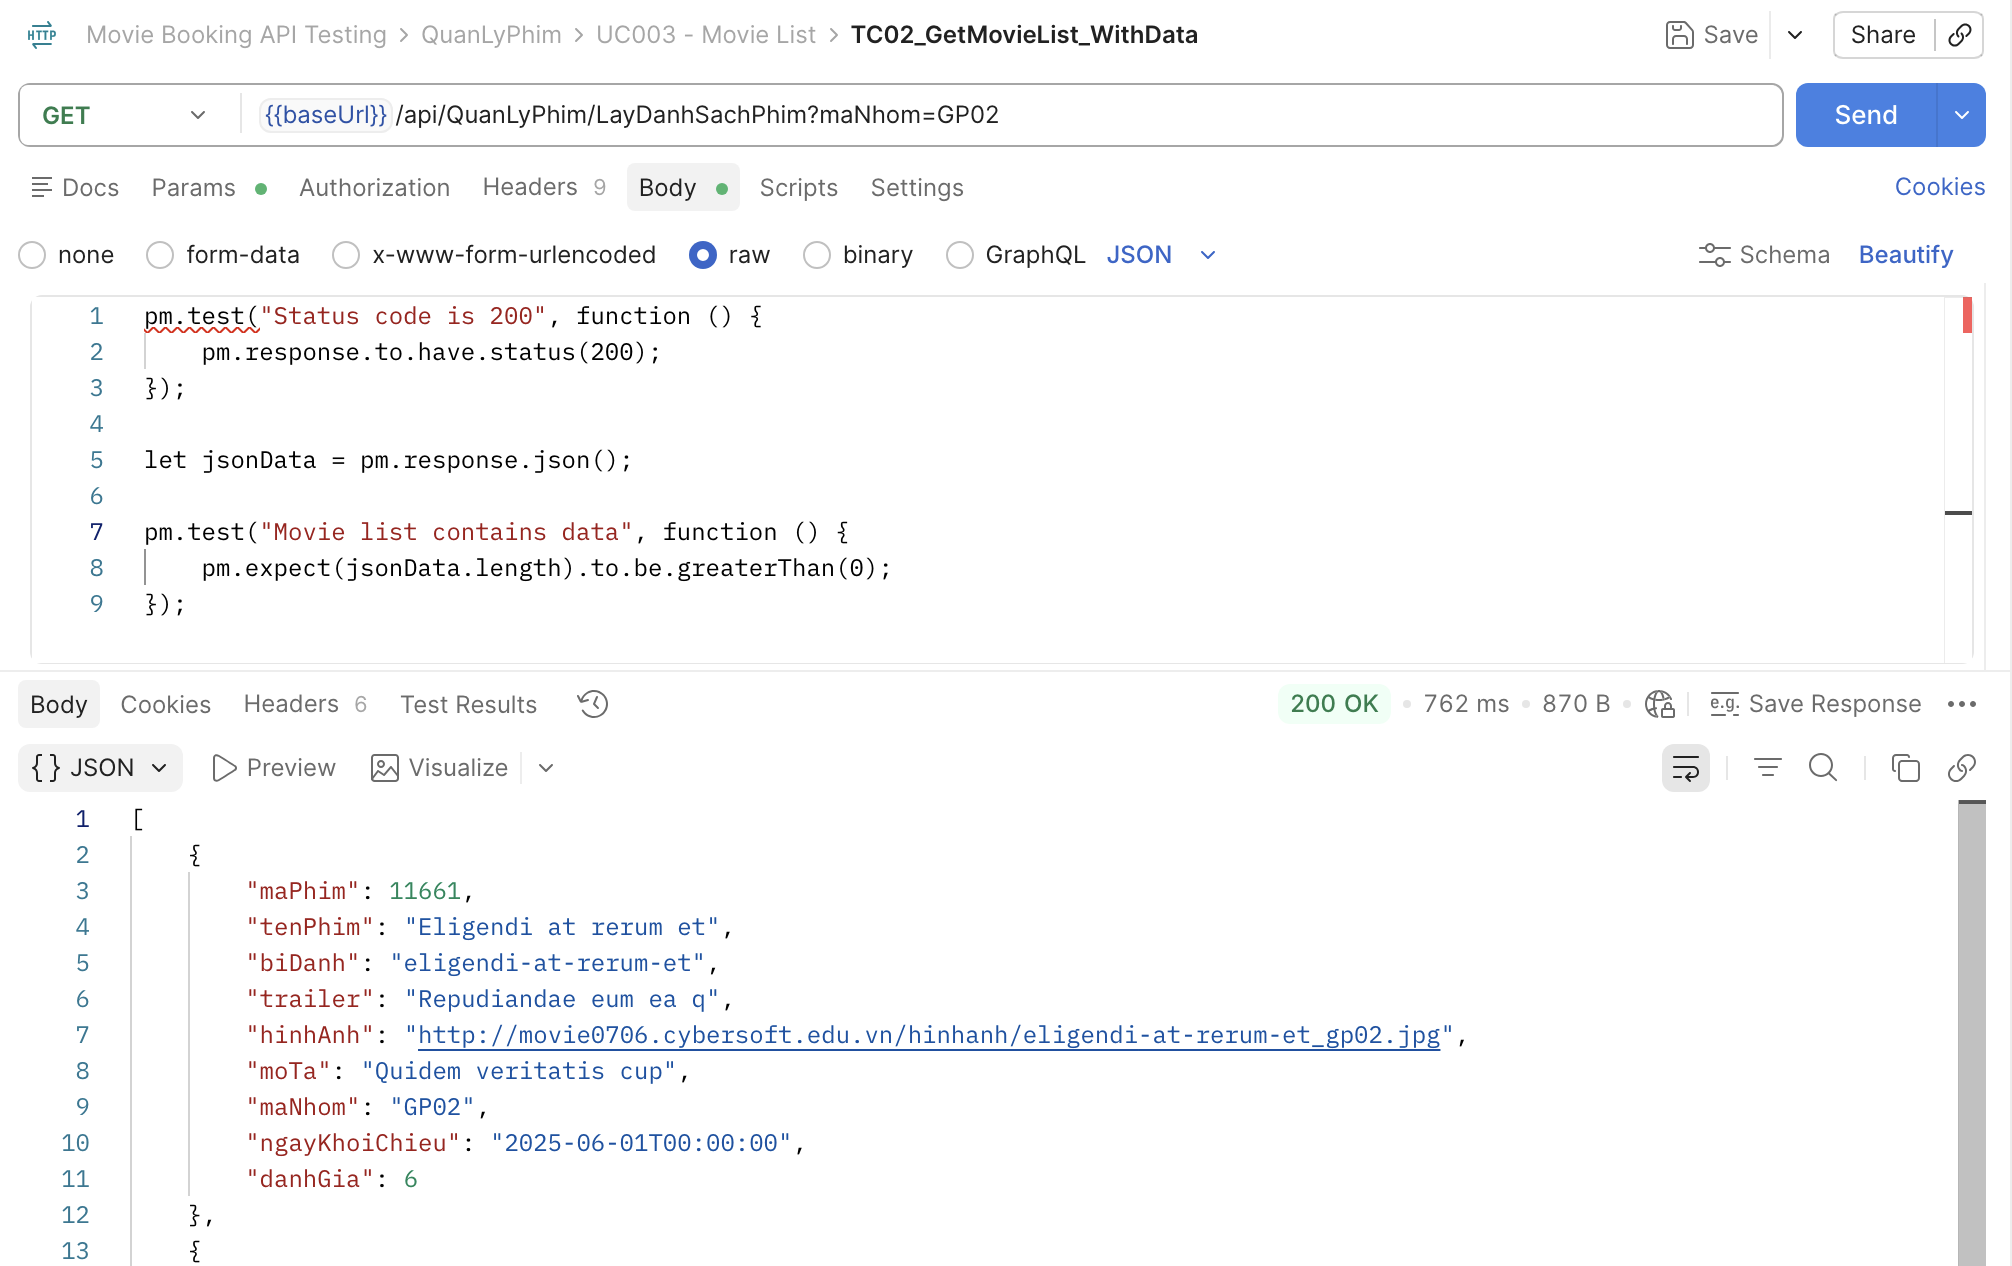 HTTP Movie Booking API Testing > QuanLyPhim > UC003 - Movie List > TC02_GetMovieList_WithData Save Share
GET {{baseUrl}}/api/QuanLyPhim/LayDanhSachPhim?maNhom=GP02 Send
Docs Params Authorization Headers 9 Body Scripts Settings Cookies
none form-data x-www-form-urlencoded raw binary GraphQL JSON Schema Beautify
1 pm.test("Status code is 200", function () {
2 pm.response.to.have.status(200);
3 });
4
5 let jsonData = pm.response.json();
6
7 pm.test("Movie list contains data", function () {
8 pm.expect(jsonData.length).to.be.greaterThan(0);
9 });
Body Cookies Headers 6 Test Results 200 OK • 762 ms • 870 B • e.g. Save Response
{} JSON Preview Visualize
1 [
2 {
3 "maPhim": 11661,
4 "tenPhim": "Eligendi at rerum et",
5 "biDanh": "eligendi-at-rerum-et",
6 "trailer": "Repudiandae eum ea q",
7 "hinhAnh": "http://movie0706.cybersoft.edu.vn/hinhanh/eligendi-at-rerum-et_gp02.jpg",
8 "moTa": "Quidem veritatis cup",
9 "maNhom": "GP02",
10 "ngayKhoiChieu": "2025-06-01T00:00:00",
11 "danhGia": 6
12 },
13 {